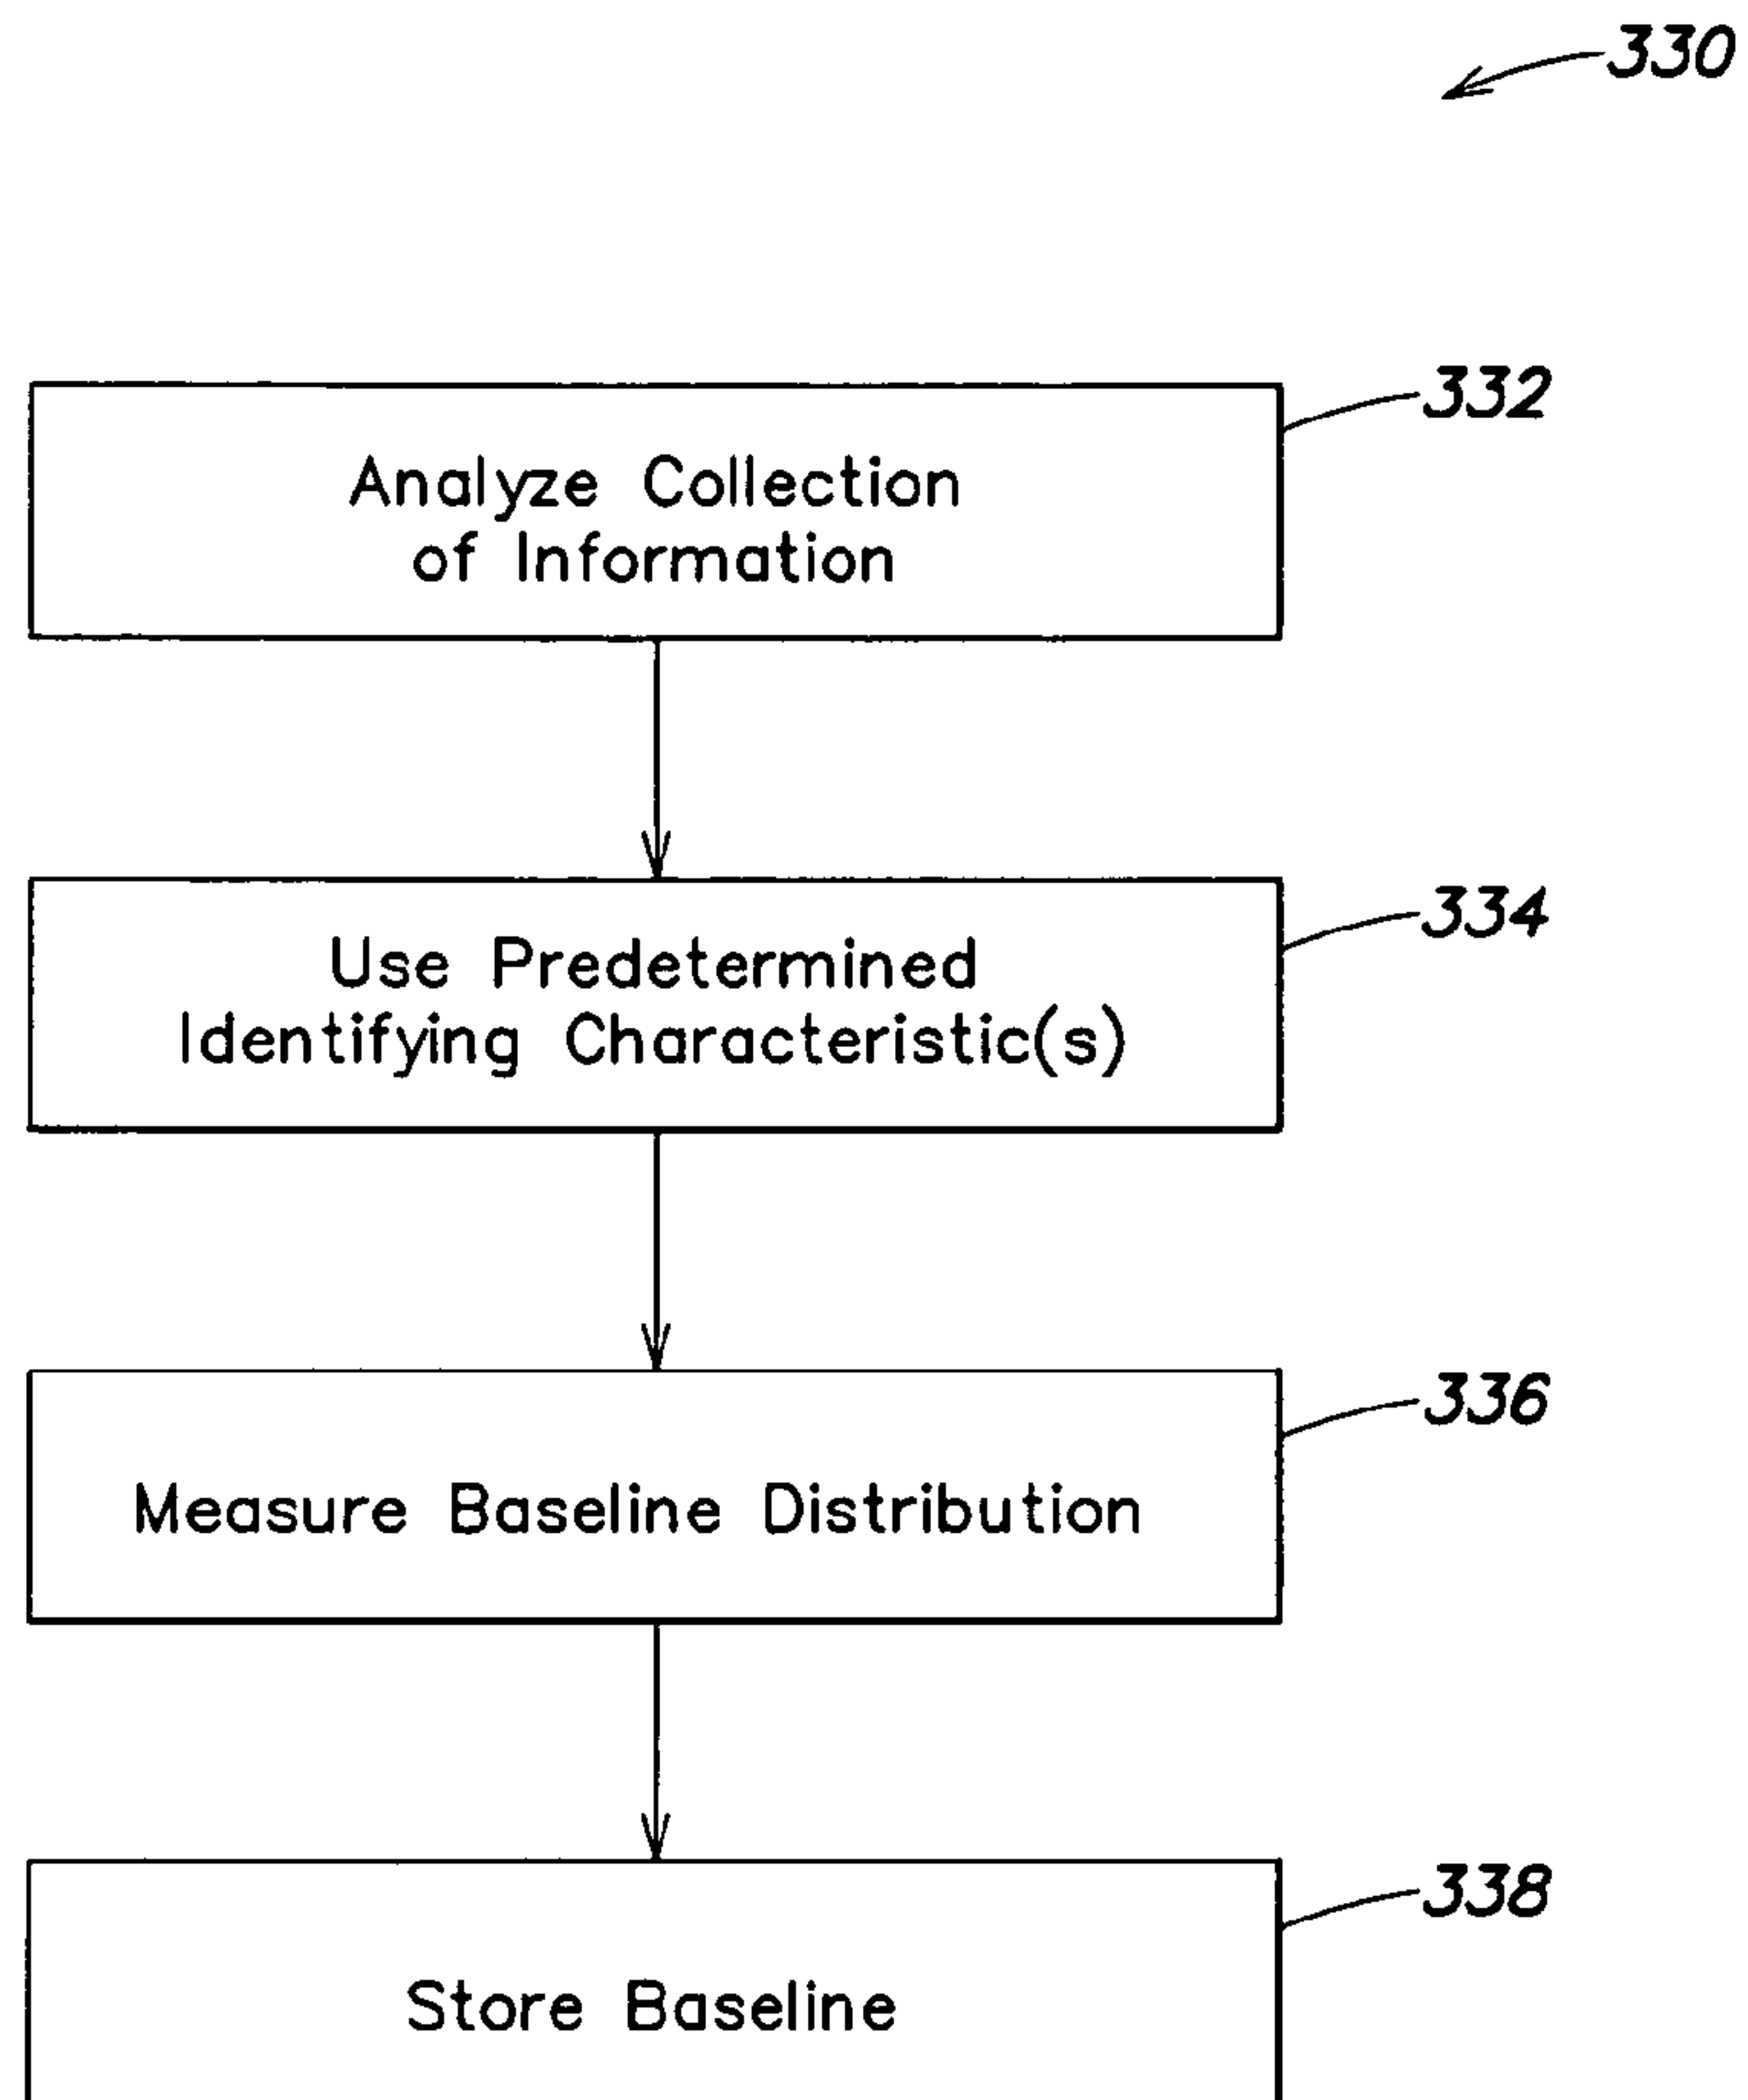 330
332
Analyze Collection
of Information
334
Use Predetermined
Identifying Characteristic(s)
336
Measure Baseline Distribution
338
Store Baseline